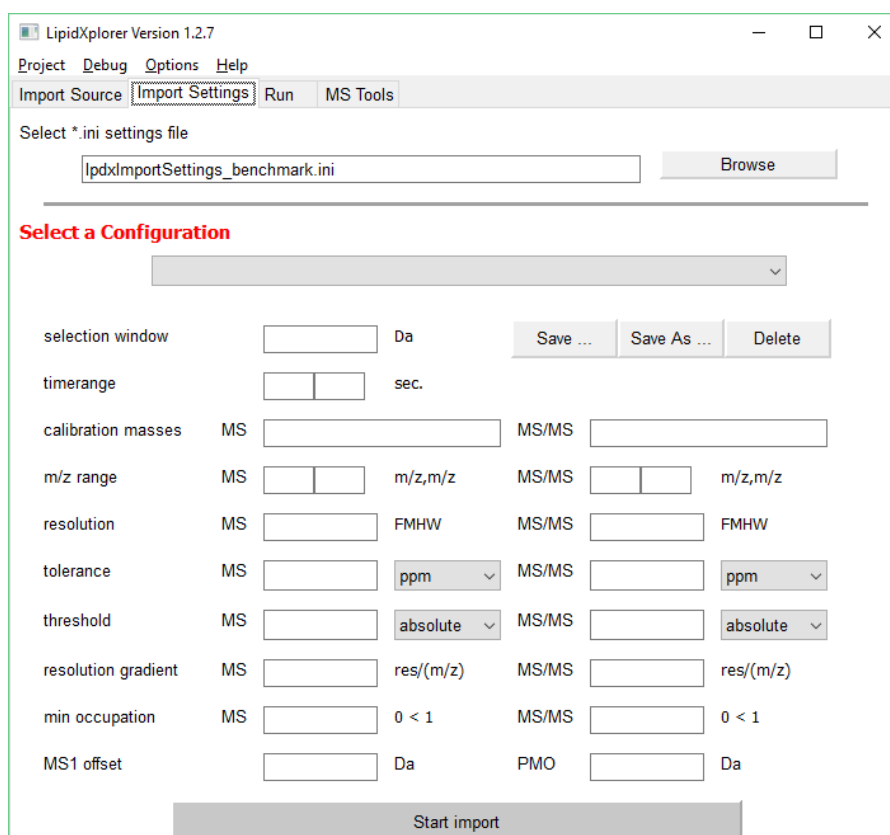 LipidXplorer Version 1.2.7
Project Debug Options Help
Import Source Import Settings Run MS Tools
Select *.ini settings file
lpdxImportSettings_benchmark.ini Browse
Select a Configuration
selection window Da Save ... Save As ... Delete
timerange sec.
calibration masses MS MS/MS
m/z range MS m/z,m/z MS/MS m/z,m/z
resolution MS FMHW MS/MS FMHW
tolerance MS ppm MS/MS ppm
threshold MS absolute MS/MS absolute
resolution gradient MS res/(m/z) MS/MS res/(m/z)
min occupation MS 0 < 1 MS/MS 0 < 1
MS1 offset Da PMO Da
Start import